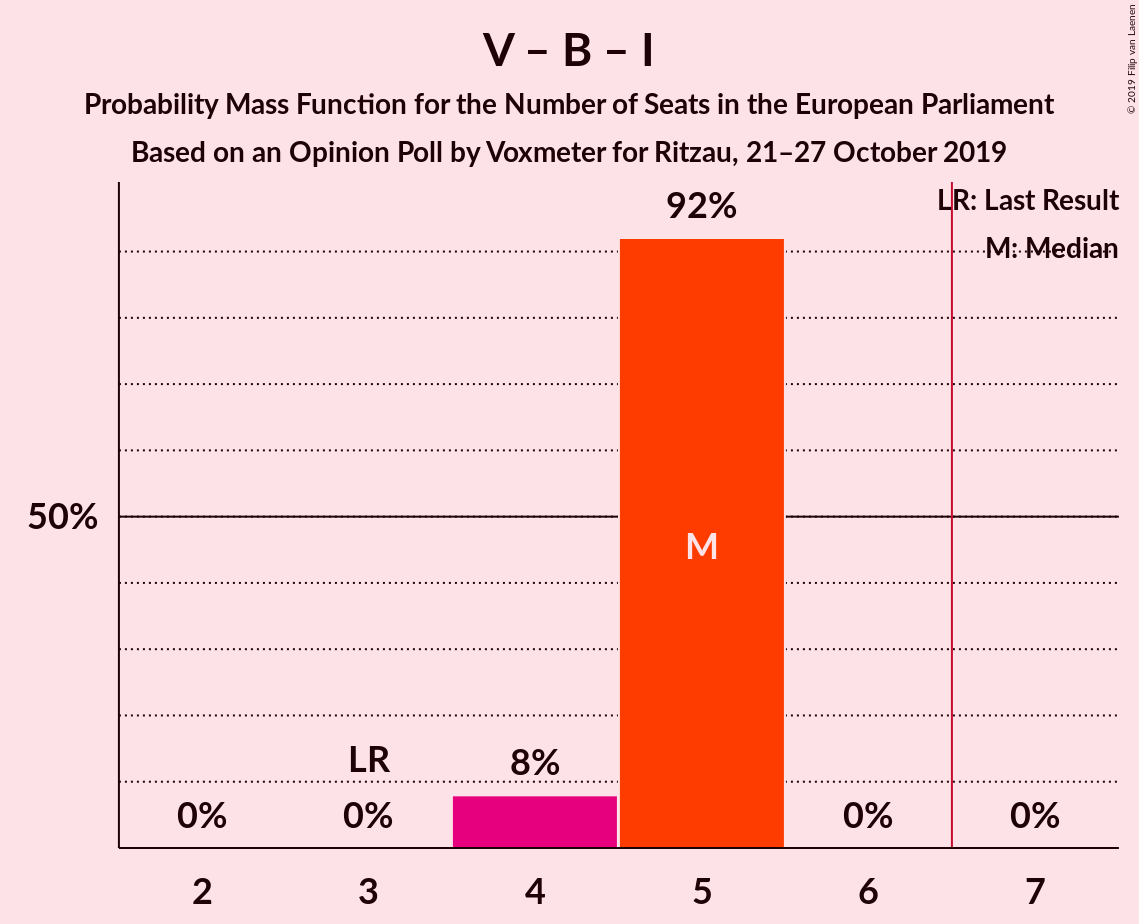 V – B – I
Probability Mass Function for the Number of Seats in the European Parliament
Based on an Opinion Poll by Voxmeter for Ritzau, 21–27 October 2019
© 2019 Filip van Laenen
LR: Last Result
M: Median
92%
50%
M
LR
8%
0%
0%
0%
0%
2
3
4
5
6
7